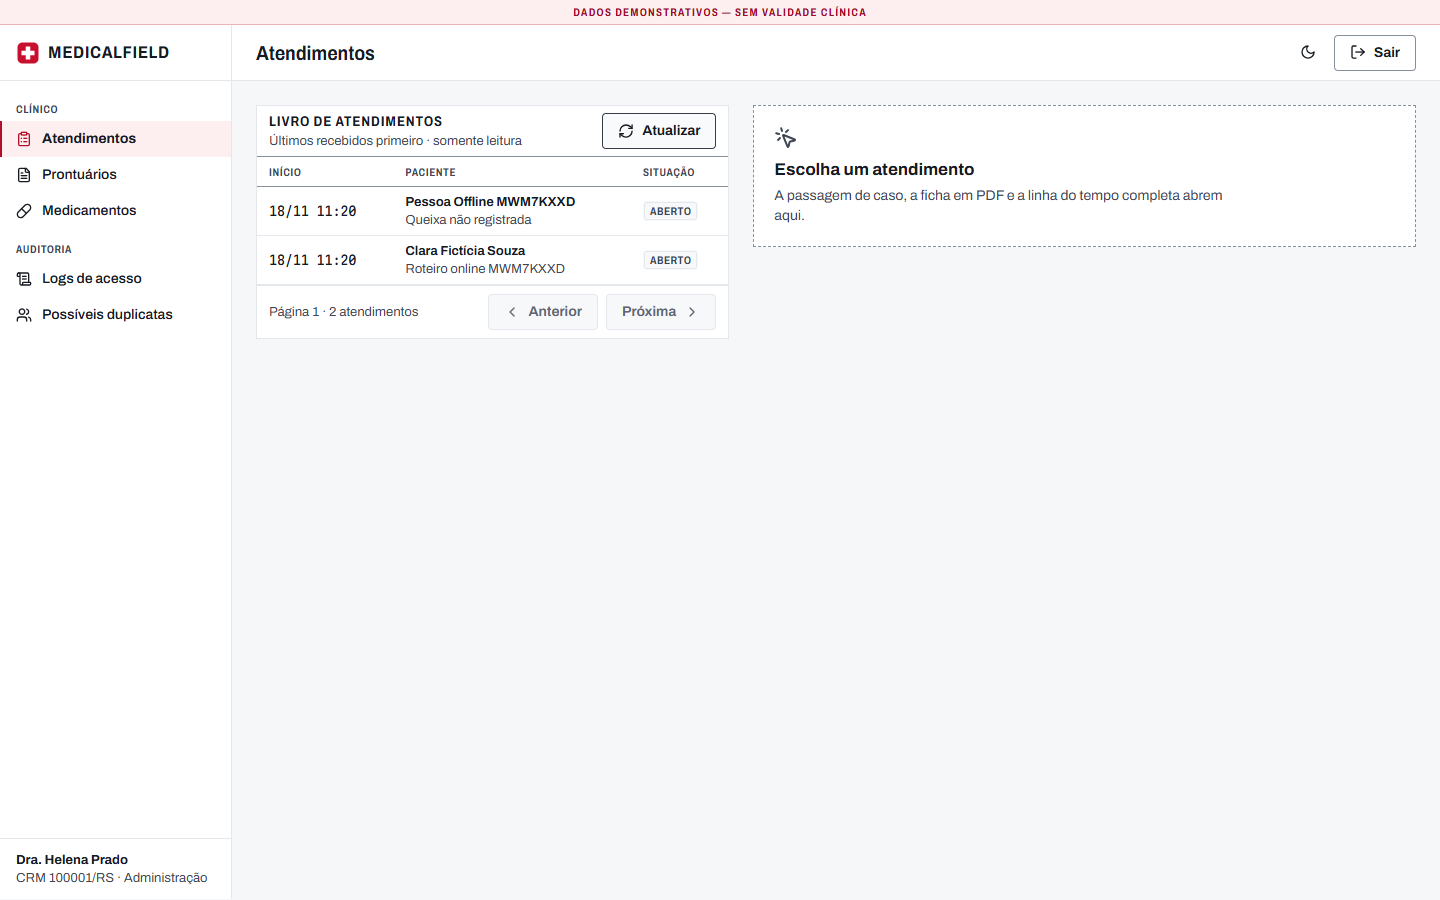 DADOS DEMONSTRATIVOS — SEM VALIDADE CLÍNICA
MEDICALFIELD
Atendimentos
Sair
CLÍNICO
Atendimentos
Prontuários
Medicamentos
AUDITORIA
Logs de acesso
Possíveis duplicatas
LIVRO DE ATENDIMENTOS
Últimos recebidos primeiro · somente leitura
Atualizar
INÍCIO PACIENTE SITUAÇÃO
18/11 11:20 Pessoa Offline MWM7KXXD ABERTO
Queixa não registrada
18/11 11:20 Clara Fictícia Souza ABERTO
Roteiro online MWM7KXXD
Página 1 · 2 atendimentos Anterior Próxima
Escolha um atendimento
A passagem de caso, a ficha em PDF e a linha do tempo completa abrem
aqui.
Dra. Helena Prado
CRM 100001/RS · Administração